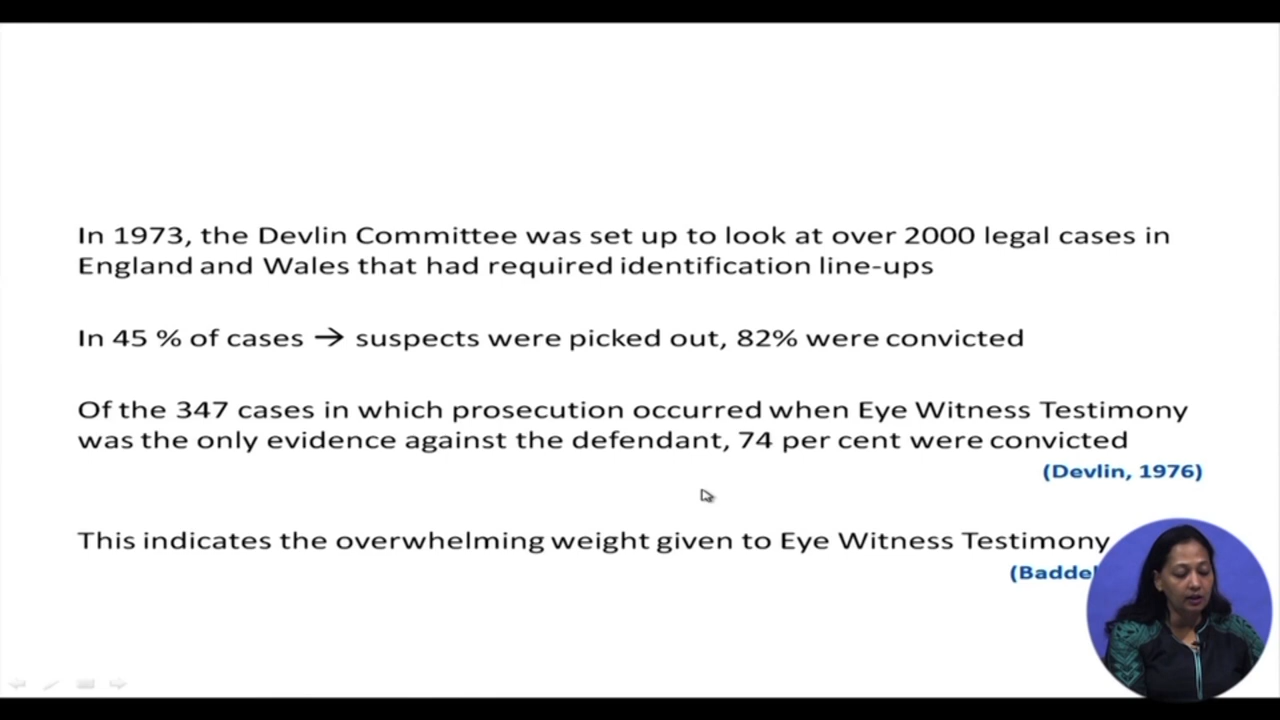 In 1973, the Devlin Committee was set up to look at over 2000 legal cases in
England and Wales that had required identification line-ups
In 45 % of cases → suspects were picked out, 82% were convicted
Of the 347 cases in which prosecution occurred when Eye Witness Testimony
was the only evidence against the defendant, 74 per cent were convicted
(Devlin, 1976)
This indicates the overwhelming weight given to Eye Witness Testimony